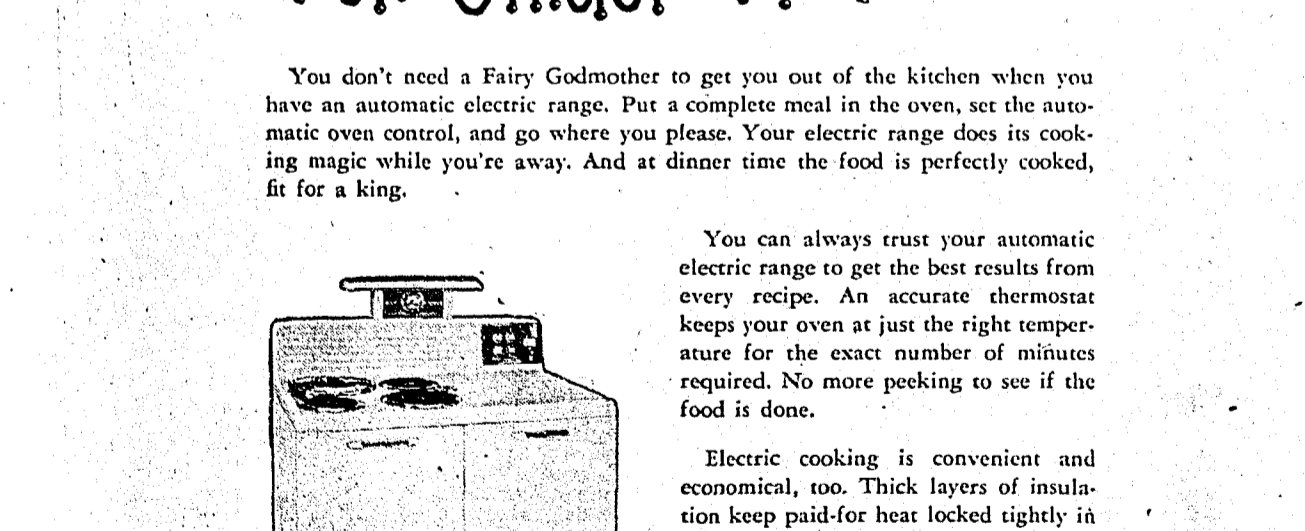 You don't need a Fairy Godmother to get you out of the kitchen when you
have an automatic electric range. Put a complete meal in the oven, set the auto-
matic oven control, and go where you please. Your electric range does its cook-
ing magic while you're away. And at dinner time the food is perfectly cooked,
fit for a king.
You can always trust your automatic
electric range to get the best results from
every recipe. An accurate thermostat
keeps your oven at just the right temper-
ature for the exact number of minutes
required. No more peeking to see if the
food is done.
Electric cooking is convenient and
economical, too. Thick layers of insula-
tion keep paid-for heat locked tightly in